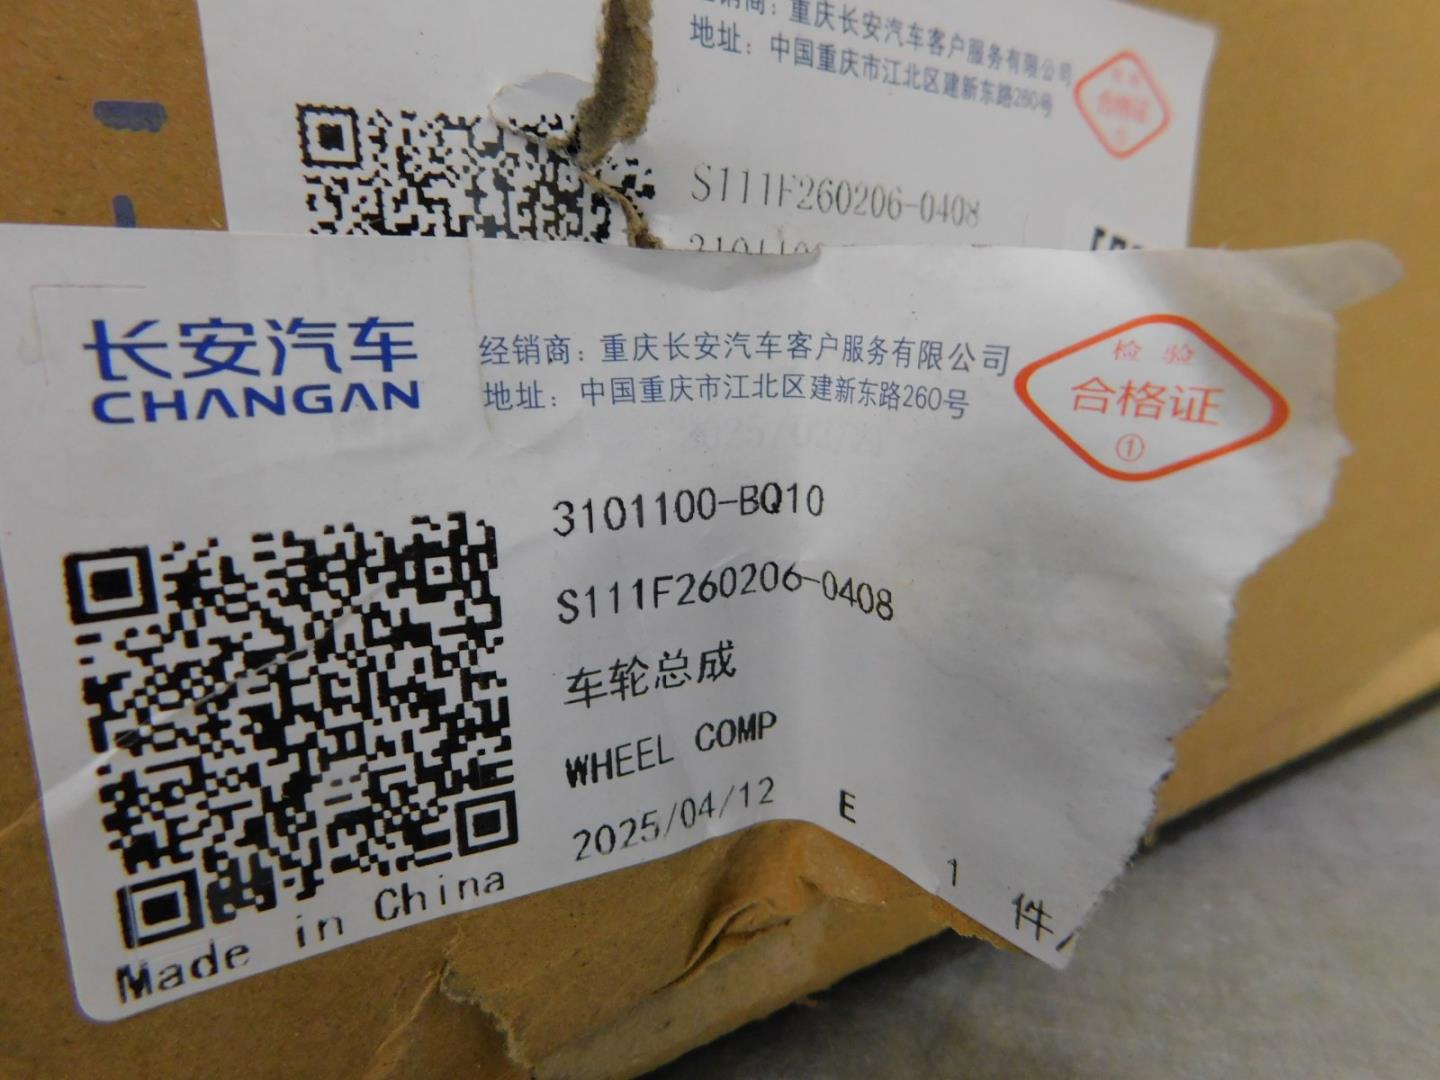 重庆长安汽车客户服务有限公司
地址：中国重庆市江北区建新东路260号
合格证
S111F260206-0408
长安汽车
CHANGAN
经销商：重庆长安汽车客户服务有限公司
地址：中国重庆市江北区建新东路260号
检验
合格证
①
3101100-BQ10
S111F260206-0408
车轮总成
WHEEL COMP
2025/04/12 E
1 件/
Made in China